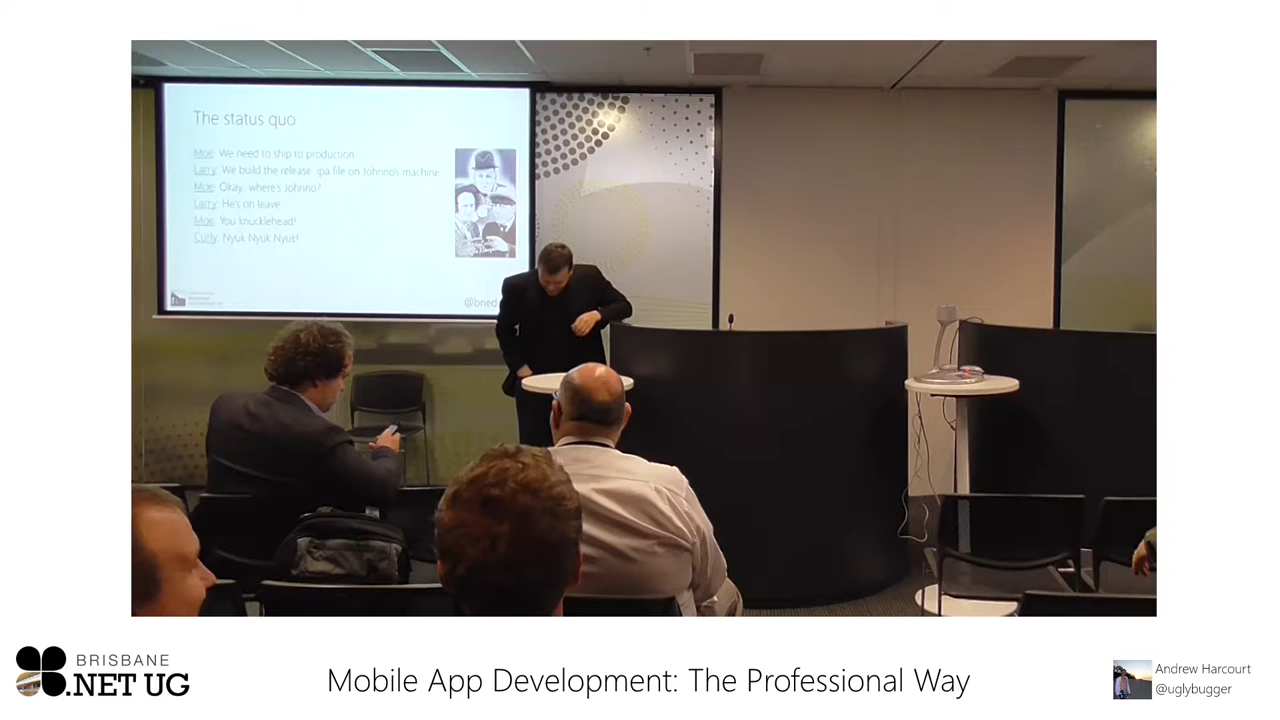 The status quo
Moe: We need to ship to production
Larry: We build the release .ipa file on Johnno's machine
Moe: Okay, where's Johnno?
Larry: He's on leave
Moe: You knucklehead!
Curly: Nyuk Nyuk Nyuk!
@bned
BRISBANE
.NET UG
Mobile App Development: The Professional Way
Andrew Harcourt
@uglybugger